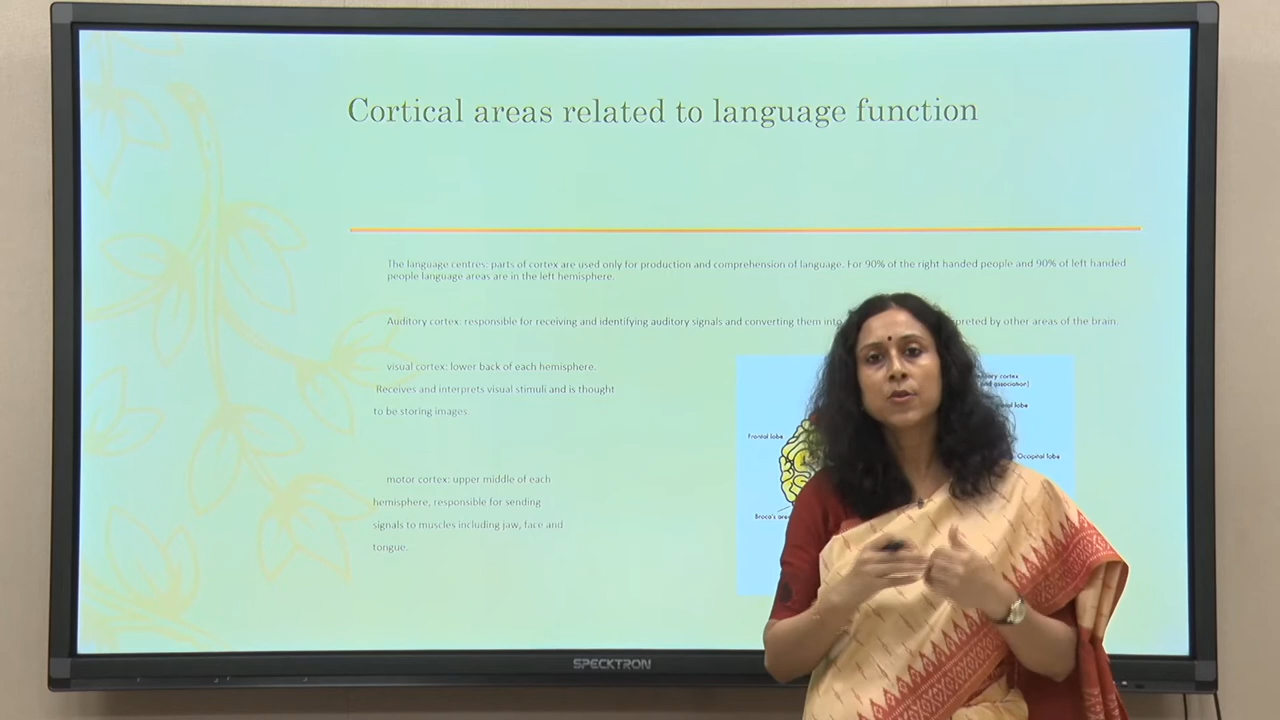 Cortical areas related to language function
The language centres: parts of cortex are used only for production and comprehension of language. For 90% of the right handed people and 90% of left handed
people language areas are in the left hemisphere.
Auditory cortex: responsible for receiving and identifying auditory signals and converting them into
by other areas of the brain.
visual cortex: lower back of each hemisphere.
Receives and interprets visual stimuli and is thought
to be storing images.
cortex
association)
lobe
Frontal lobe
Occipital lobe
motor cortex: upper middle of each
hemisphere, responsible for sending
signals to muscles including jaw, face and
tongue.
Broca's area
SPECKTRON